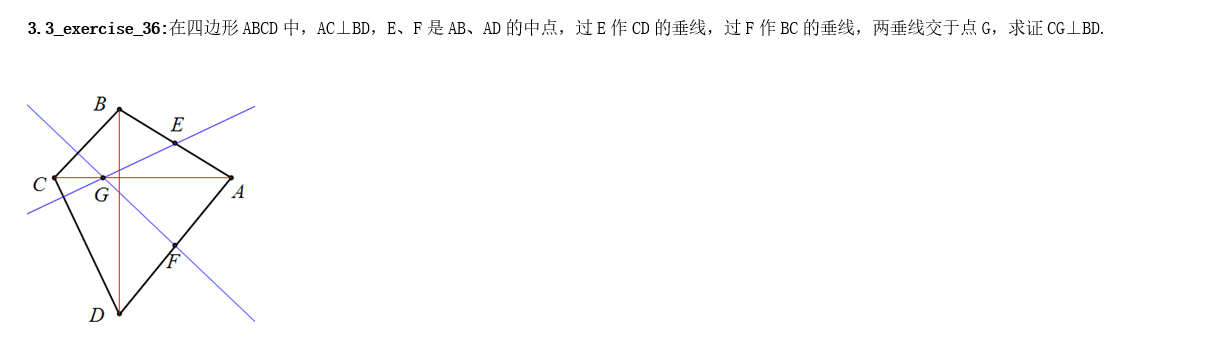 3.3_exercise_36:在四边形 ABCD 中，AC⊥BD，E、F 是 AB、AD 的中点，过 E 作 CD 的垂线，过 F 作 BC 的垂线，两垂线交于点 G，求证 CG⊥BD.
B
E
C
G
A
F
D